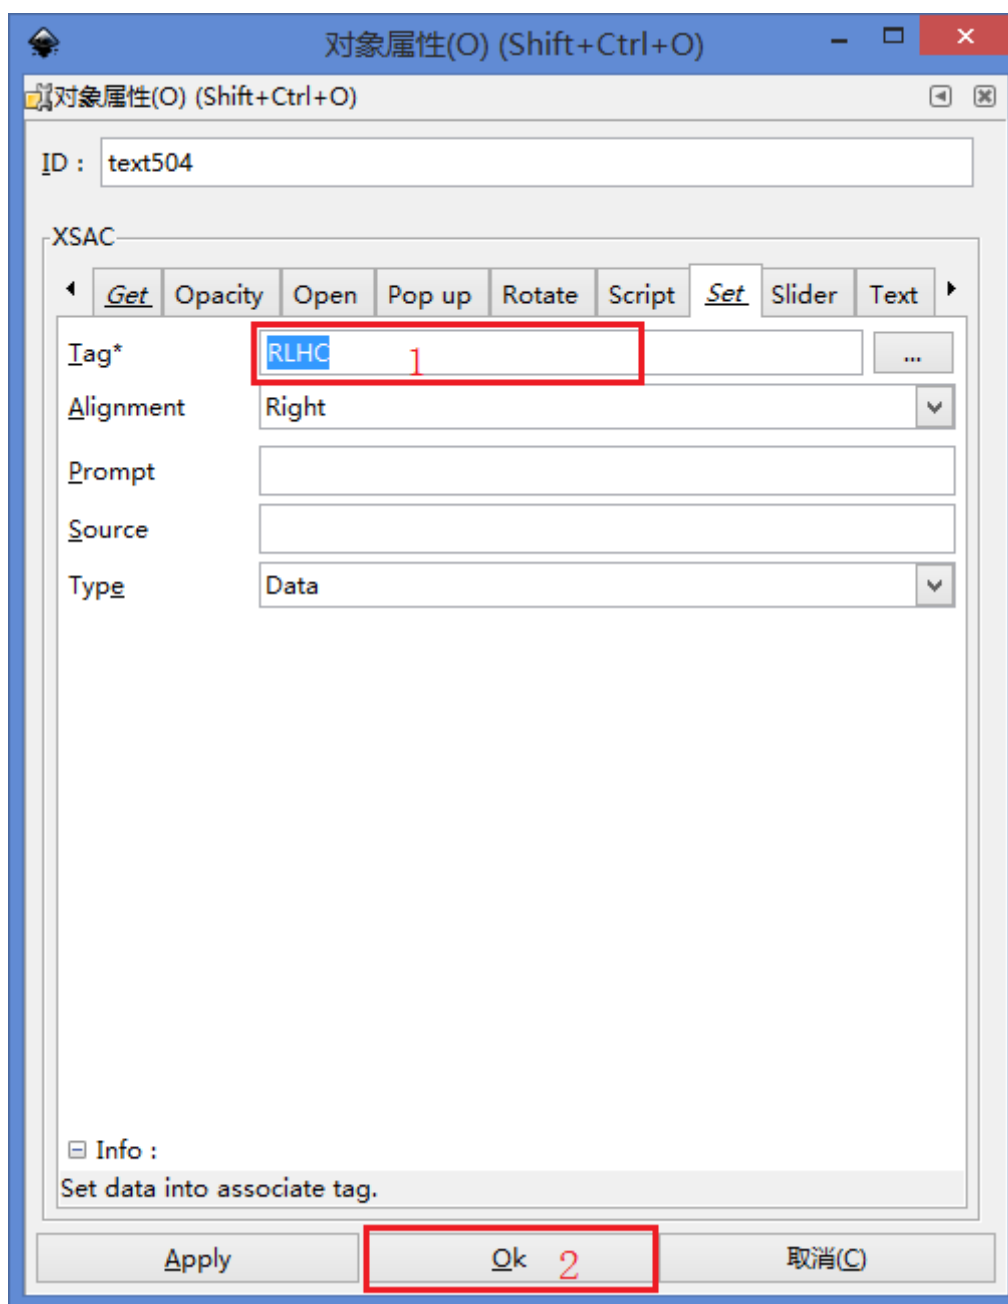 对象属性(O) (Shift+Ctrl+O)
对象属性(O) (Shift+Ctrl+O)
ID : text504
XSAC
Get Opacity Open Pop up Rotate Script Set Slider Text
Tag* RLHC 1 ...
Alignment Right
Prompt
Source
Type Data
Info :
Set data into associate tag.
Apply Ok 2 取消(C)